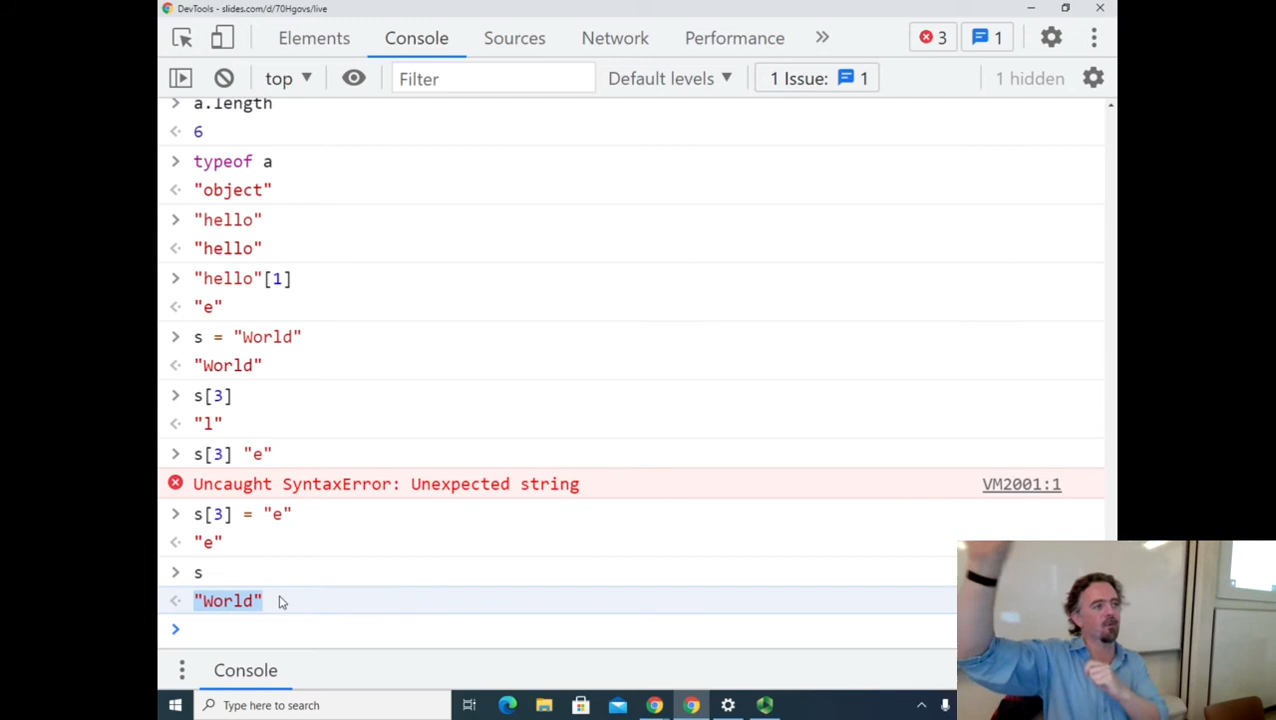 DevTools - slides.com/d/70Hgovs/live
Elements Console Sources Network Performance » 3 1
top ▼ Filter Default levels ▼ 1 Issue: 1 1 hidden
> a.length
6
> typeof a
"object"
> "hello"
"hello"
> "hello"[1]
"e"
> s = "World"
"World"
> s[3]
"l"
> s[3] "e"
Uncaught SyntaxError: Unexpected string VM2001:1
> s[3] = "e"
"e"
> s
"World"
>
Console
Type here to search